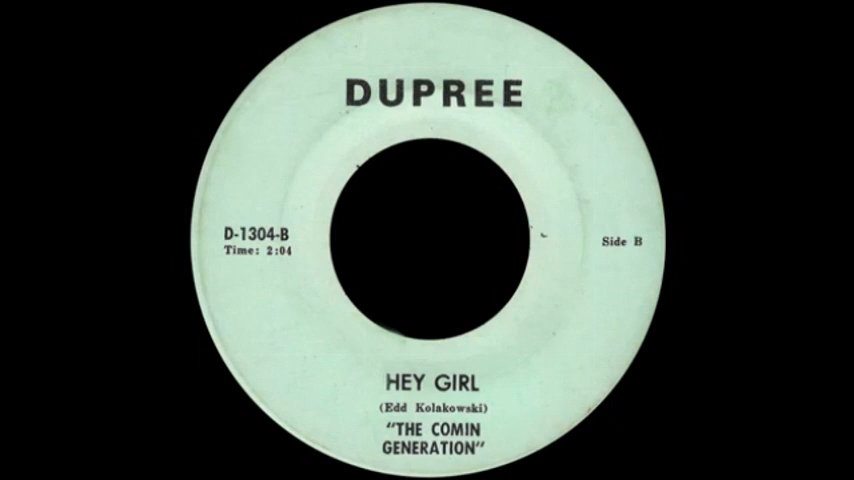 DUPREE
D-1304-B
Time: 2:04
Side B
HEY GIRL
(Edd Kolakowski)
"THE COMIN
GENERATION"